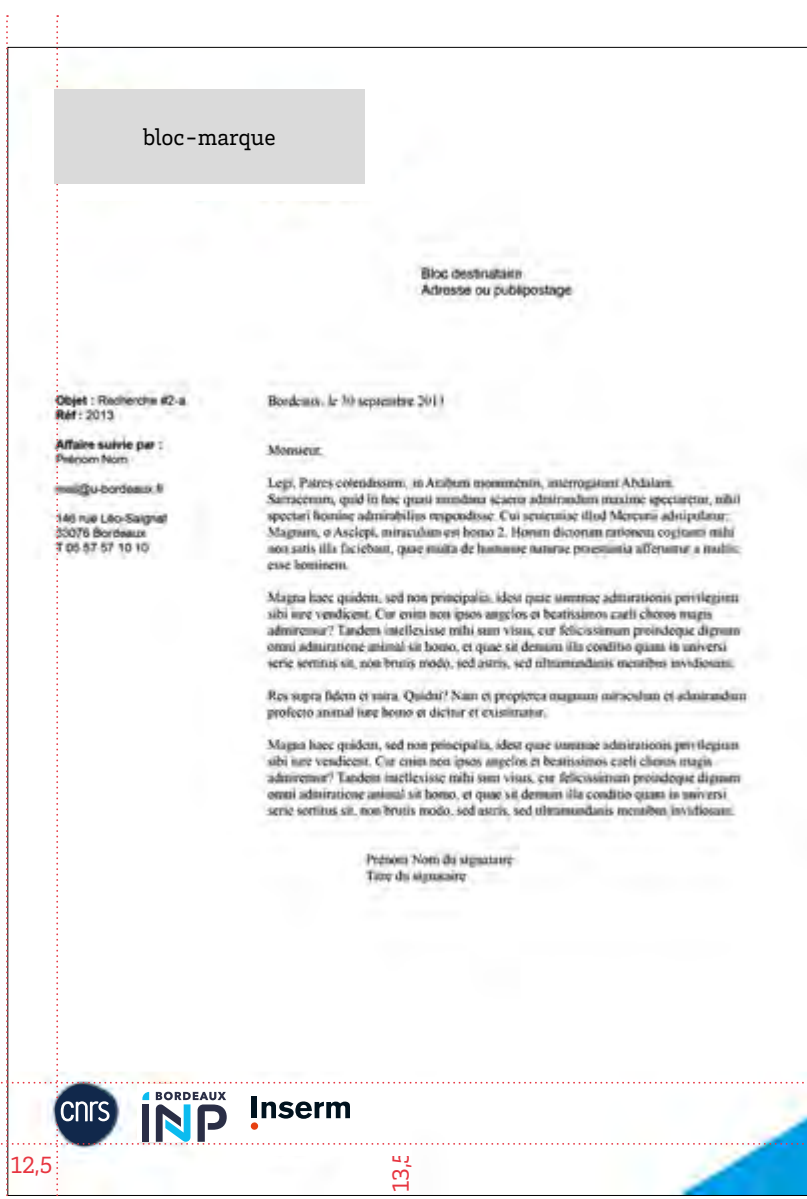 bloc-marque
Bloc destinataire
Adresse ou publipostage
Objet : Recherche #2-a
Réf : 2013
Affaire suivie par :
Prénom Nom
mail@u-bordeaux.fr
146 rue Léo-Saignat
33076 Bordeaux
T 05 57 57 10 10
Bordeaux, le 30 septembre 2013
Monsieur,
Legi, Patres colendissimi, in Arabum monumentis, interrogatum Abdalam
Sarracenum, quid in hac quasi mundana scaena admirandum maxime spectaretur, nihil
spectari homine admirabilius respondisse. Cui sententiae illud Mercurii adstipulatur:
Magnum, o Asclepi, miraculum est homo 2. Horum dictorum rationem cogitanti mihi
non satis illa faciebant, quae multa de humanae naturae praestantia afferuntur a multis:
esse hominem.
Magna haec quidem, sed non principalia, idest quae summae admirationis privilegium
sibi iure vendicent. Cur enim non ipsos angelos et beatissimos caeli choros magis
admiremur? Tandem intellexisse mihi sum visus, cur felicissimum proindeque dignum
omni admiratione animal sit homo, et quae sit demum illa conditio quam in universi
serie sortitus sit, non brutis modo, sed astris, sed ultramundanis mentibus invidiosam.
Res supra fidem et mira. Quidni? Nam et propterea magnum miraculum et admirandum
profecto animal iure homo et dicitur et existimatur.
Magna haec quidem, sed non principalia, idest quae summae admirationis privilegium
sibi iure vendicent. Cur enim non ipsos angelos et beatissimos caeli choros magis
admiremur? Tandem intellexisse mihi sum visus, cur felicissimum proindeque dignum
omni admiratione animal sit homo, et quae sit demum illa conditio quam in universi
serie sortitus sit, non brutis modo, sed astris, sed ultramundanis mentibus invidiosam.
Prénom Nom du signataire
Titre du signataire
cnrs
BORDEAUX
INP
Inserm
12,5
13,5